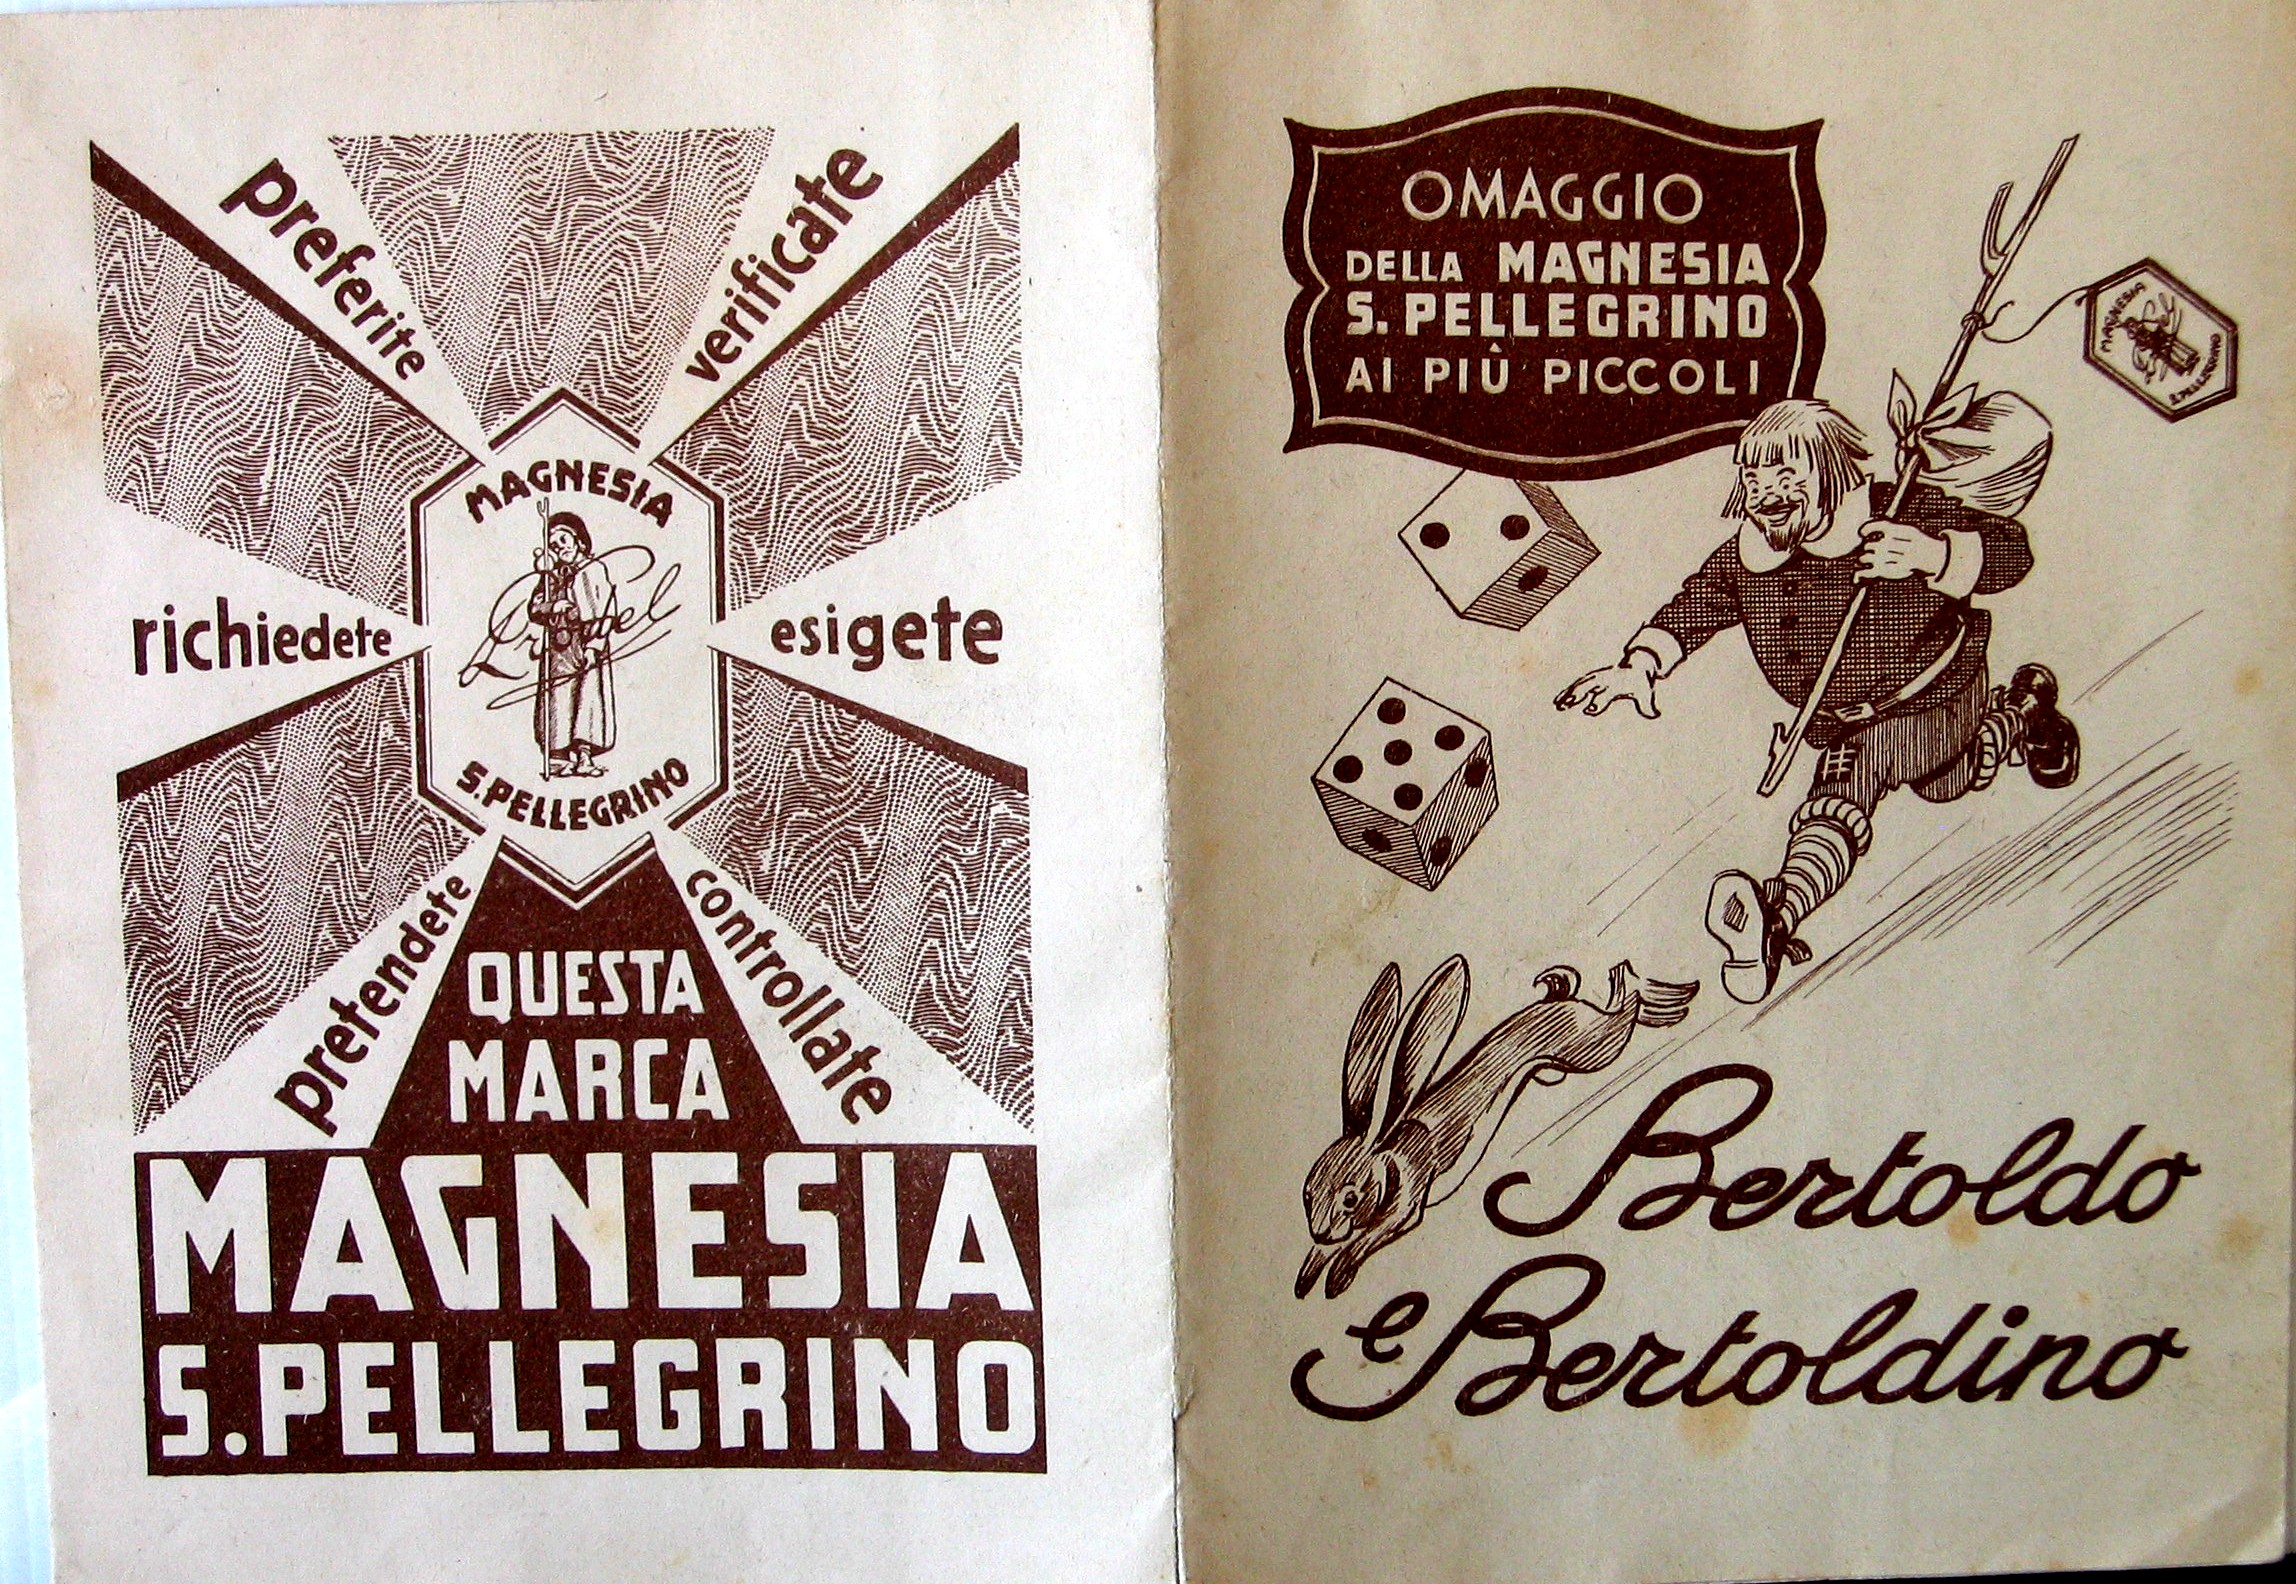 preferite
verificate
richiedete
esigete
pretendete
controllate
MAGNESIA
S.PELLEGRINO
QUESTA
MARCA
MAGNESIA
S.PELLEGRINO
OMAGGIO
DELLA MAGNESIA
S. PELLEGRINO
AI PIÙ PICCOLI
MAGNESIA
S. PELLEGRINO
Bertoldo
e Bertoldino